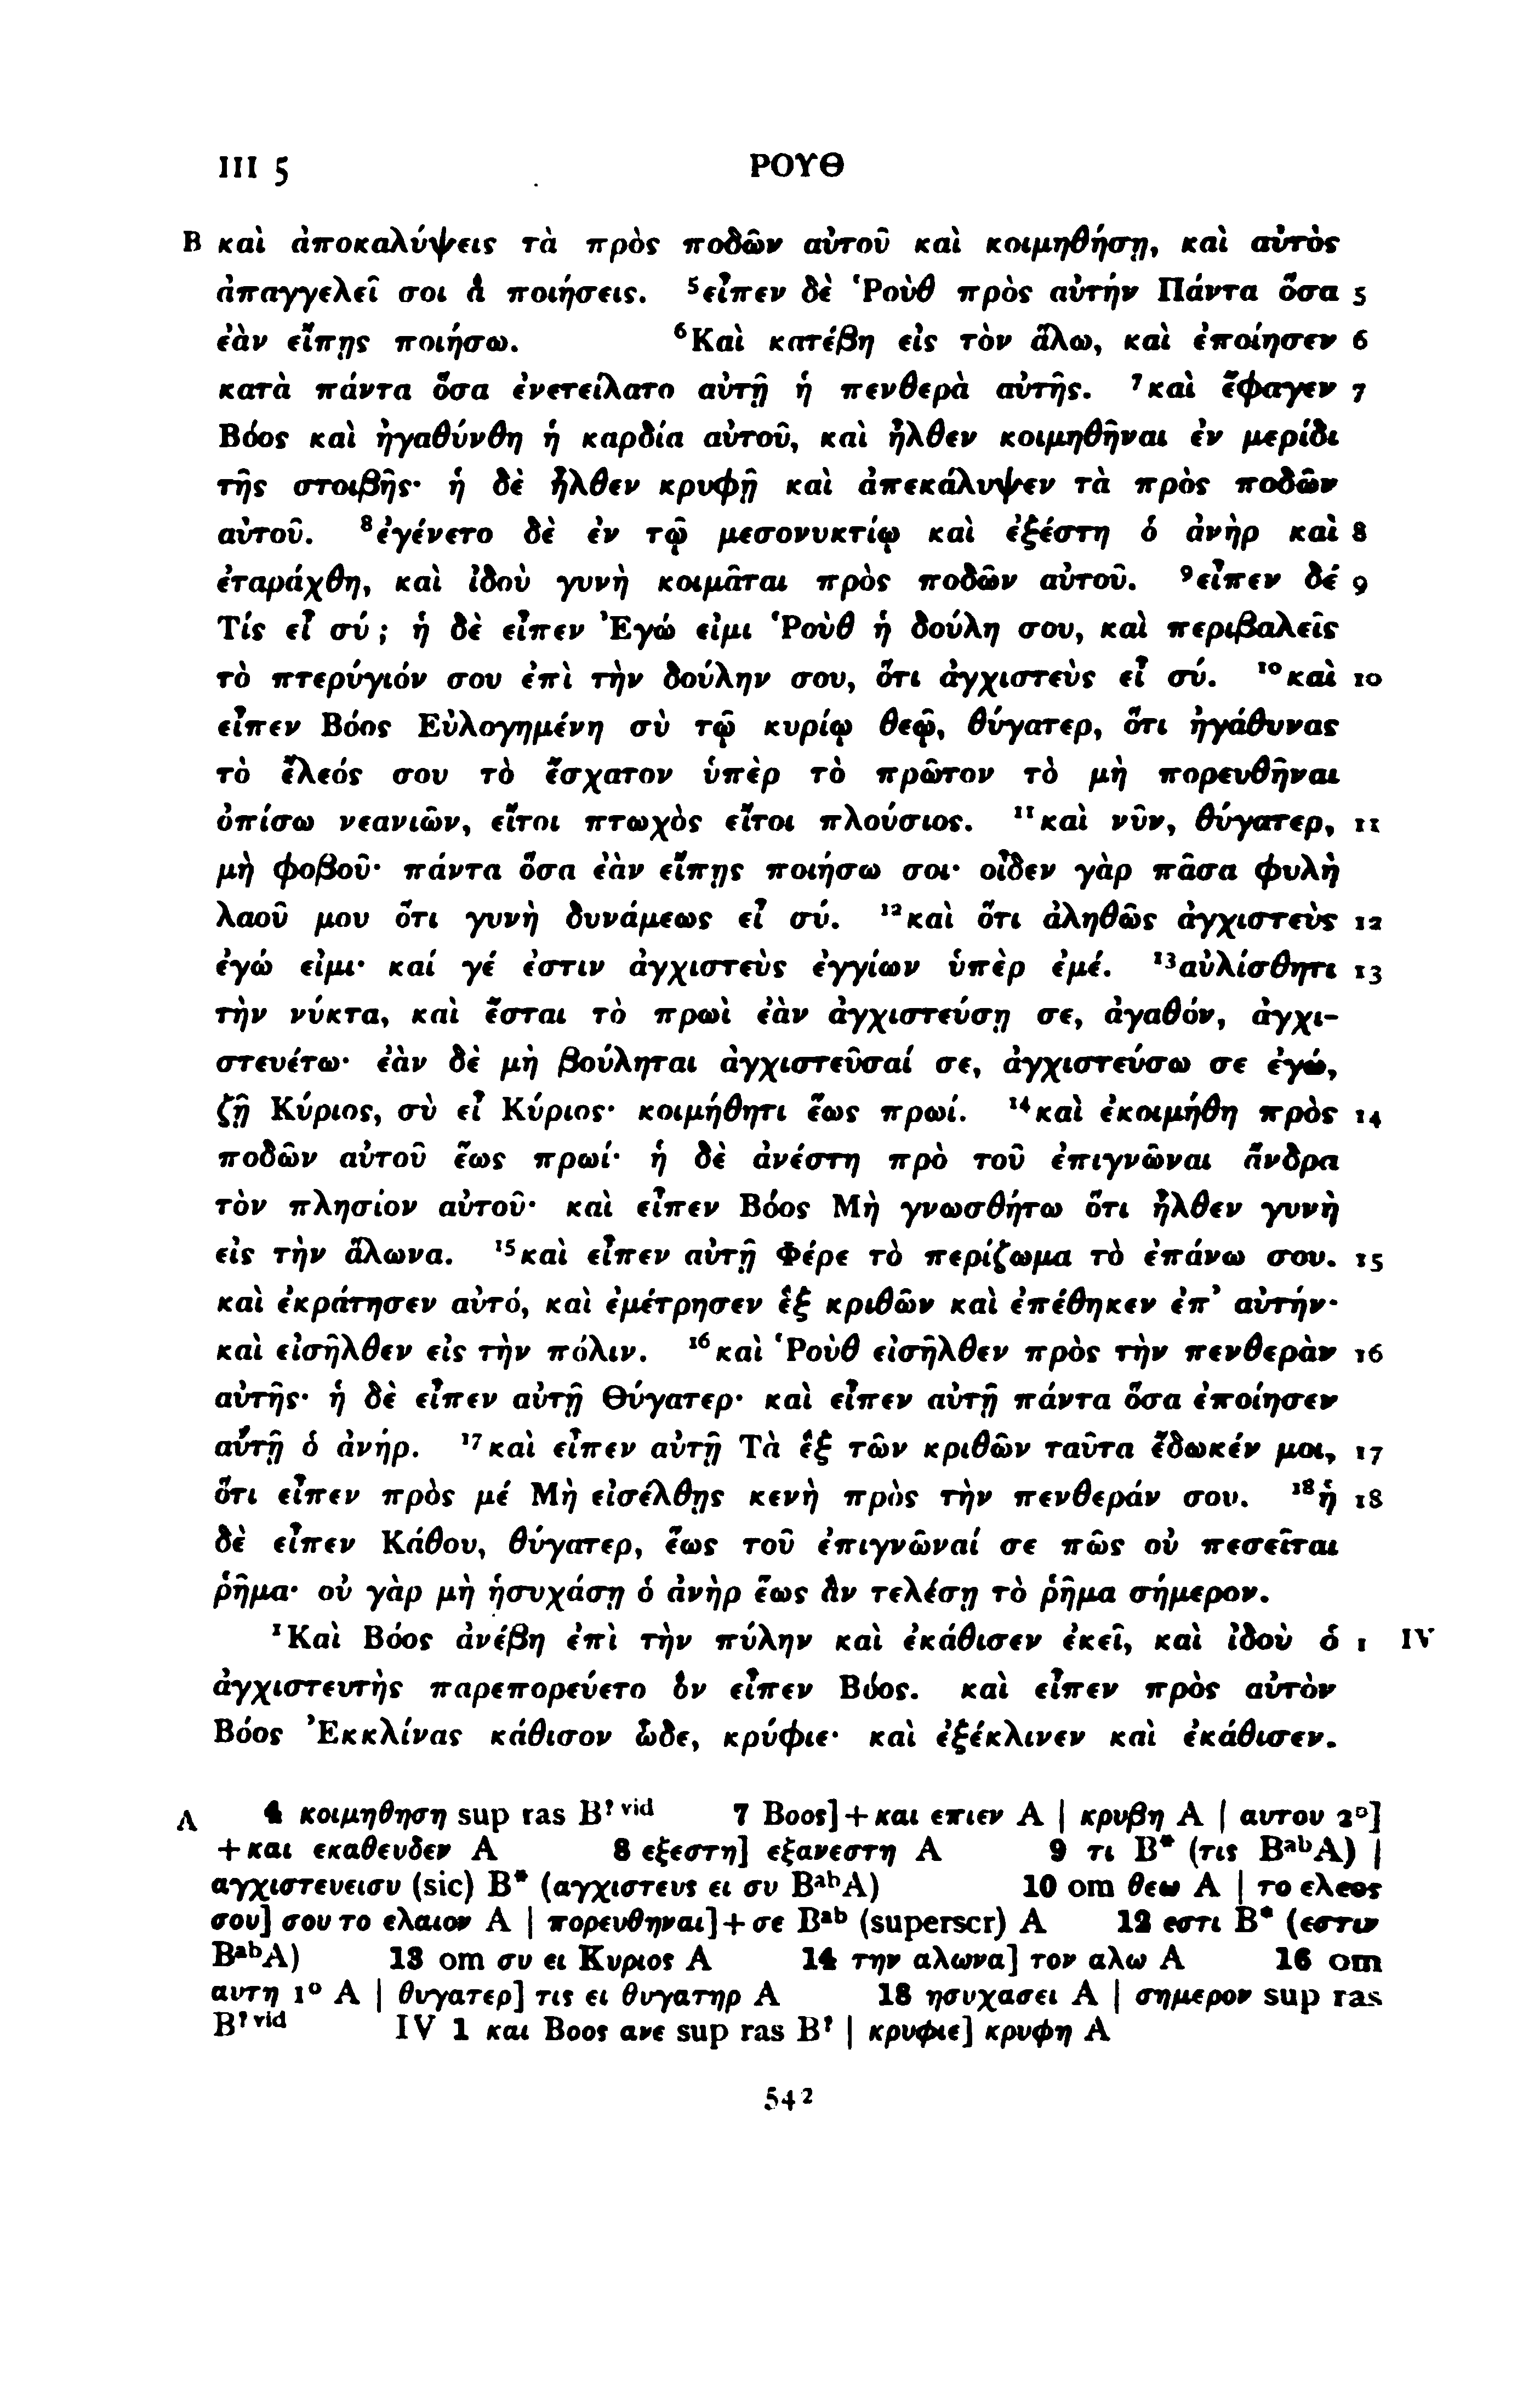 III 5 ΡΟΥΘ
B καὶ ἀποκαλύψεις τὰ πρὸς ποδῶν αὐτοῦ καὶ κοιμηθήσῃ, καὶ αὐτὸς
ἀπαγγελεῖ σοι ἃ ποιήσεις. ⁵εἶπεν δὲ Ῥοὺθ πρὸς αὐτήν Πάντα ὅσα 5
ἐὰν εἴπῃς ποιήσω. ⁶Καὶ κατέβη εἰς τὸν ἅλω, καὶ ἐποίησεν 6
κατὰ πάντα ὅσα ἐνετείλατο αὐτῇ ἡ πενθερὰ αὐτῆς. ⁷καὶ ἔφαγεν 7
Βόος καὶ ἠγαθύνθη ἡ καρδία αὐτοῦ, καὶ ἦλθεν κοιμηθῆναι ἐν μερίδι
τῆς στοιβῆς· ἡ δὲ ἦλθεν κρυφῇ καὶ ἀπεκάλυψεν τὰ πρὸς ποδῶν
αὐτοῦ. ⁸ἐγένετο δὲ ἐν τῷ μεσονυκτίῳ καὶ ἐξέστη ὁ ἀνὴρ καὶ 8
ἐταράχθη, καὶ ἰδοὺ γυνὴ κοιμᾶται πρὸς ποδῶν αὐτοῦ. ⁹εἶπεν δέ 9
Τίς εἶ σύ; ἡ δὲ εἶπεν Ἐγώ εἰμι Ῥοὺθ ἡ δούλη σου, καὶ περιβαλεῖς
τὸ πτερύγιόν σου ἐπὶ τὴν δούλην σου, ὅτι ἀγχιστεὺς εἶ σύ. ¹⁰καὶ 10
εἶπεν Βόος Εὐλογημένη σὺ τῷ κυρίῳ θεῷ, θύγατερ, ὅτι ἠγάθυνας
τὸ ἔλεός σου τὸ ἔσχατον ὑπὲρ τὸ πρῶτον τὸ μὴ πορευθῆναι
ὀπίσω νεανιῶν, εἴτοι πτωχὸς εἴτοι πλούσιος. ¹¹καὶ νῦν, θύγατερ, 11
μὴ φοβοῦ· πάντα ὅσα ἐὰν εἴπῃς ποιήσω σοι· οἶδεν γὰρ πᾶσα φυλὴ
λαοῦ μου ὅτι γυνὴ δυνάμεως εἶ σύ. ¹²καὶ ὅτι ἀληθῶς ἀγχιστεὺς 12
ἐγώ εἰμι· καί γέ ἐστιν ἀγχιστεὺς ἐγγίων ὑπὲρ ἐμέ. ¹³αὐλίσθητι 13
τὴν νύκτα, καὶ ἔσται τὸ πρωὶ ἐὰν ἀγχιστεύσῃ σε, ἀγαθόν, ἀγχι-
στευέτω· ἐὰν δὲ μὴ βούληται ἀγχιστεῦσαί σε, ἀγχιστεύσω σε ἐγώ,
ζῇ Κύριος, σὺ εἶ Κύριος· κοιμήθητι ἕως πρωί. ¹⁴καὶ ἐκοιμήθη πρὸς 14
ποδῶν αὐτοῦ ἕως πρωί· ἡ δὲ ἀνέστη πρὸ τοῦ ἐπιγνῶναι ἄνδρα
τὸν πλησίον αὐτοῦ· καὶ εἶπεν Βόος Μὴ γνωσθήτω ὅτι ἦλθεν γυνὴ
εἰς τὴν ἅλωνα. ¹⁵καὶ εἶπεν αὐτῇ Φέρε τὸ περίζωμα τὸ ἐπάνω σου. 15
καὶ ἐκράτησεν αὐτό, καὶ ἐμέτρησεν ἓξ κριθῶν καὶ ἐπέθηκεν ἐπ’ αὐτήν·
καὶ εἰσῆλθεν εἰς τὴν πόλιν. ¹⁶καὶ Ῥοὺθ εἰσῆλθεν πρὸς τὴν πενθερὰν 16
αὐτῆς· ἡ δὲ εἶπεν αὐτῇ Θύγατερ· καὶ εἶπεν αὐτῇ πάντα ὅσα ἐποίησεν
αὐτῇ ὁ ἀνήρ. ¹⁷καὶ εἶπεν αὐτῇ Τὰ ἓξ τῶν κριθῶν ταῦτα ἔδωκέν μοι, 17
ὅτι εἶπεν πρὸς μέ Μὴ εἰσέλθῃς κενὴ πρὸς τὴν πενθεράν σου. ¹⁸ἡ 18
δὲ εἶπεν Κάθου, θύγατερ, ἕως τοῦ ἐπιγνῶναί σε πῶς οὐ πεσεῖται
ῥῆμα· οὐ γὰρ μὴ ἡσυχάσῃ ὁ ἀνὴρ ἕως ἂν τελέσῃ τὸ ῥῆμα σήμερον.
¹Καὶ Βόος ἀνέβη ἐπὶ τὴν πύλην καὶ ἐκάθισεν ἐκεῖ, καὶ ἰδοὺ ὁ 1 IV
ἀγχιστευτὴς παρεπορεύετο ὃν εἶπεν Βόος. καὶ εἶπεν πρὸς αὐτὸν
Βόος Ἐκκλίνας κάθισον ὧδε, κρύφιε· καὶ ἐξέκλινεν καὶ ἐκάθισεν.
A 4 κοιμηθηση sup ras B? vid 7 Βοος] + και επιεν A | κρυβη A | αυτου 2°]
+ και εκαθευδεν A 8 εξεστη] εξανεστη A 9 τι B* (τις BabA) |
αγχιστευεισυ (sic) B* (αγχιστευς ει συ BabA) 10 om θεω A | το ελεος
σου] σου το ελαιον A | πορευθηναι] + σε Bab (superscr) A 12 εστι B* (εστιν
BabA) 13 om συ ει Κυριος A 14 την αλωνα] τον αλω A 16 om
αυτη 1° A | θυγατερ] τις ει θυγατηρ A 18 ησυχασει A | σημερον sup ras
B? vid IV 1 και Βοος ανε sup ras B? | κρυφιε] κρυφη A
542